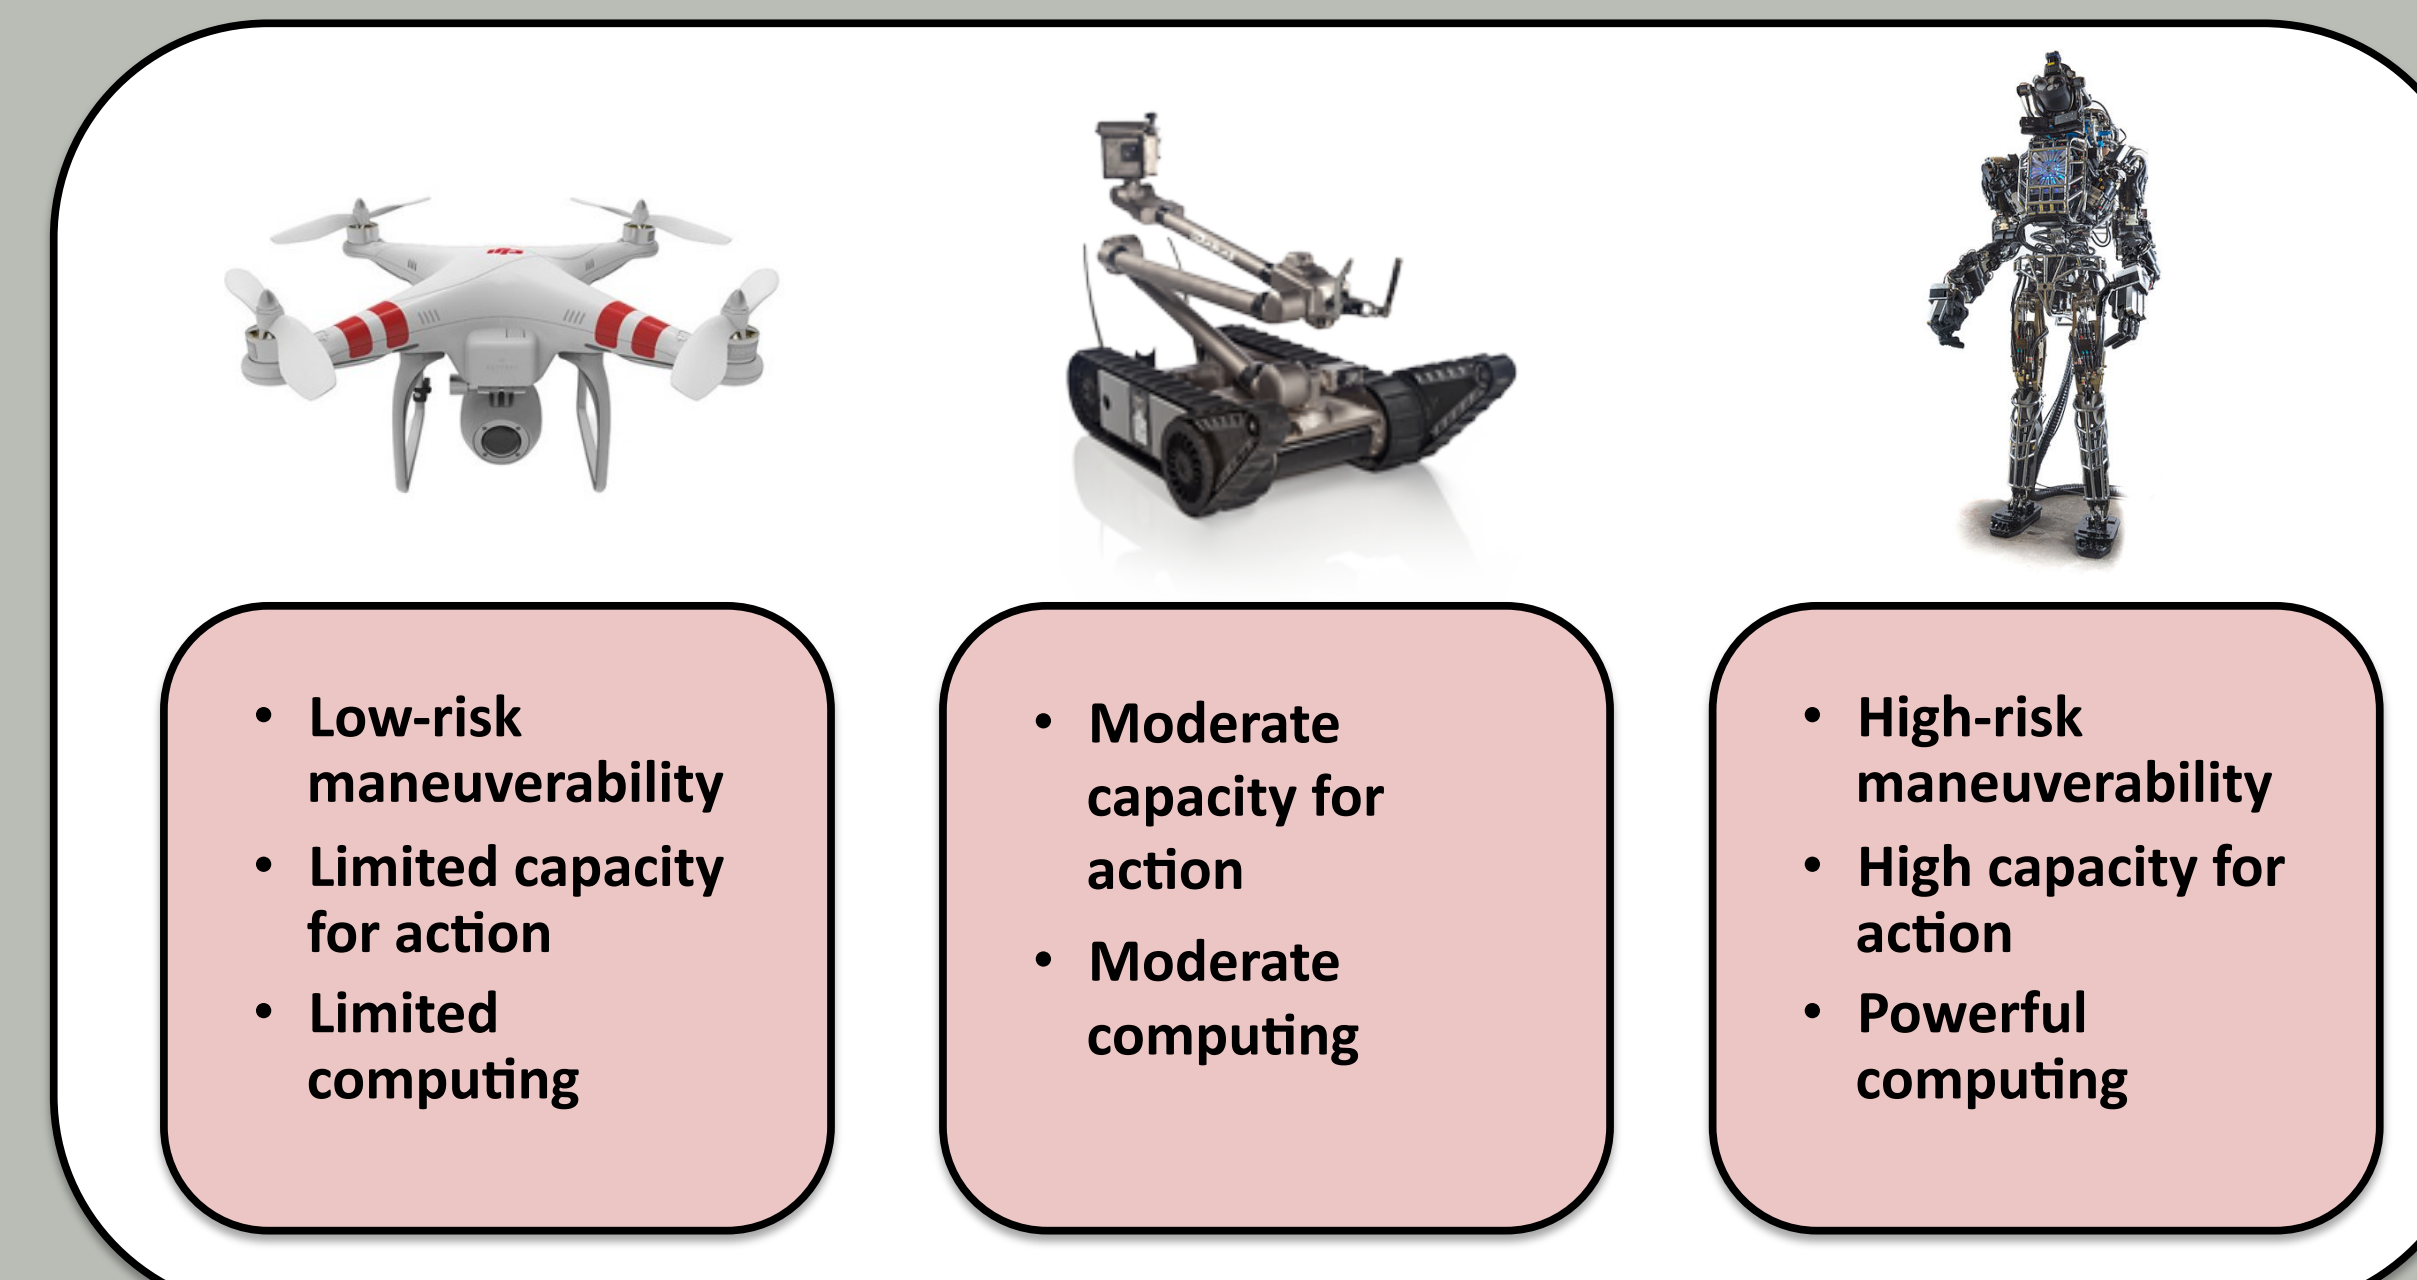 • Low-risk
maneuverability
• Limited capacity
for action
• Limited
computing
• Moderate
capacity for
action
• Moderate
computing
• High-risk
maneuverability
• High capacity for
action
• Powerful
computing